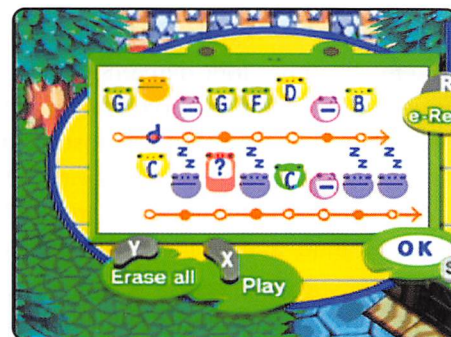 G - G F D - B
R
e-Re
C z z ? z z C - z z z z
Y X
Erase all Play
OK
S